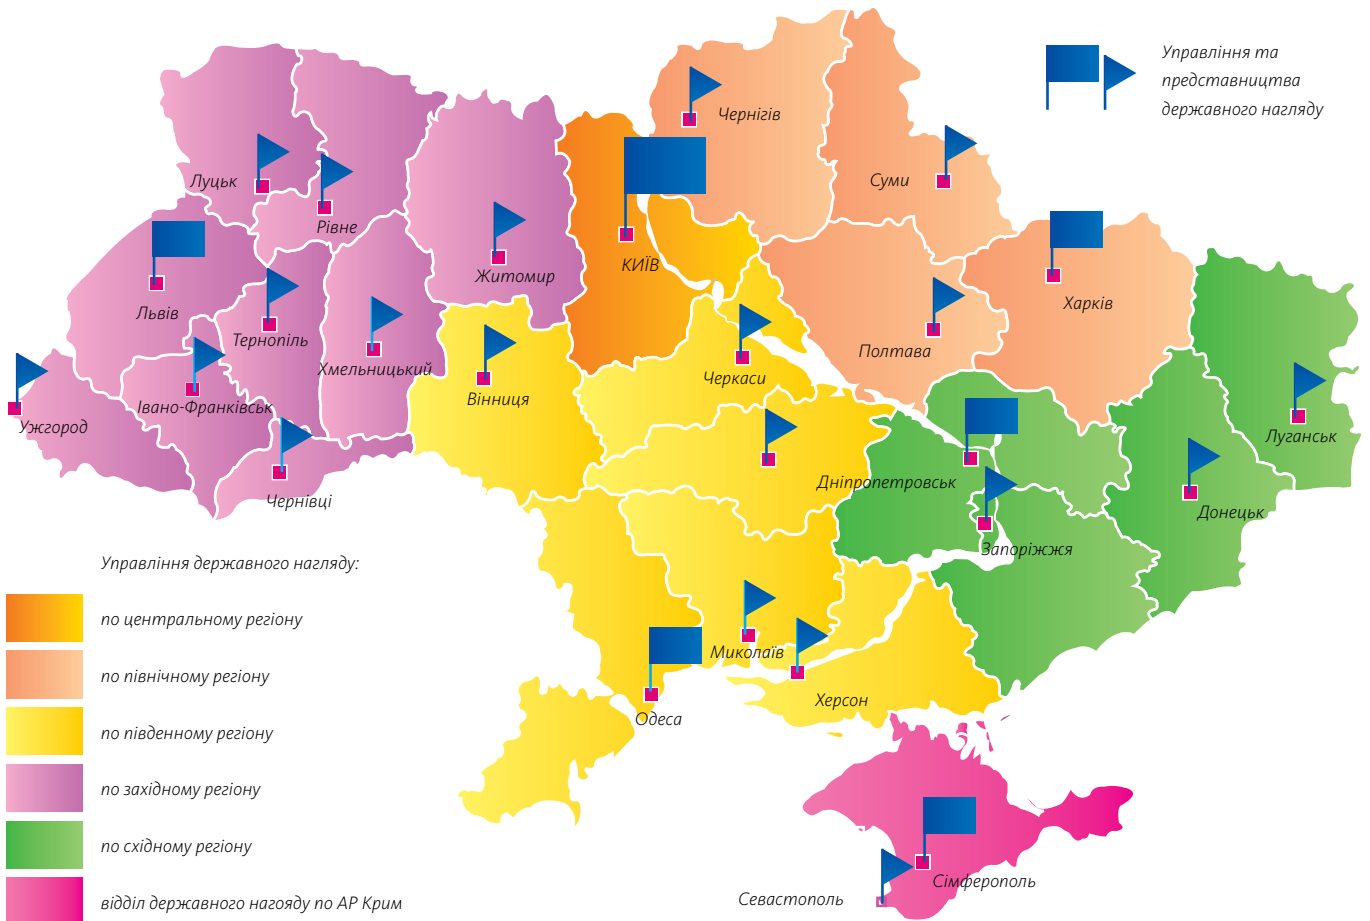 Управління та
представництва
державного нагляду
Чернігів
Суми
Луцьк
Рівне
Житомир
КИЇВ
Харків
Львів
Тернопіль
Хмельницький
Полтава
Черкаси
Вінниця
Івано-Франківськ
Ужгород
Луганськ
Чернівці
Дніпропетровськ
Донецьк
Запоріжжя
Миколаїв
Херсон
Одеса
Сімферополь
Севастополь
Управління державного нагляду:
по центральному регіону
по північному регіону
по південному регіону
по західному регіону
по східному регіону
відділ державного нагояду по АР Крим